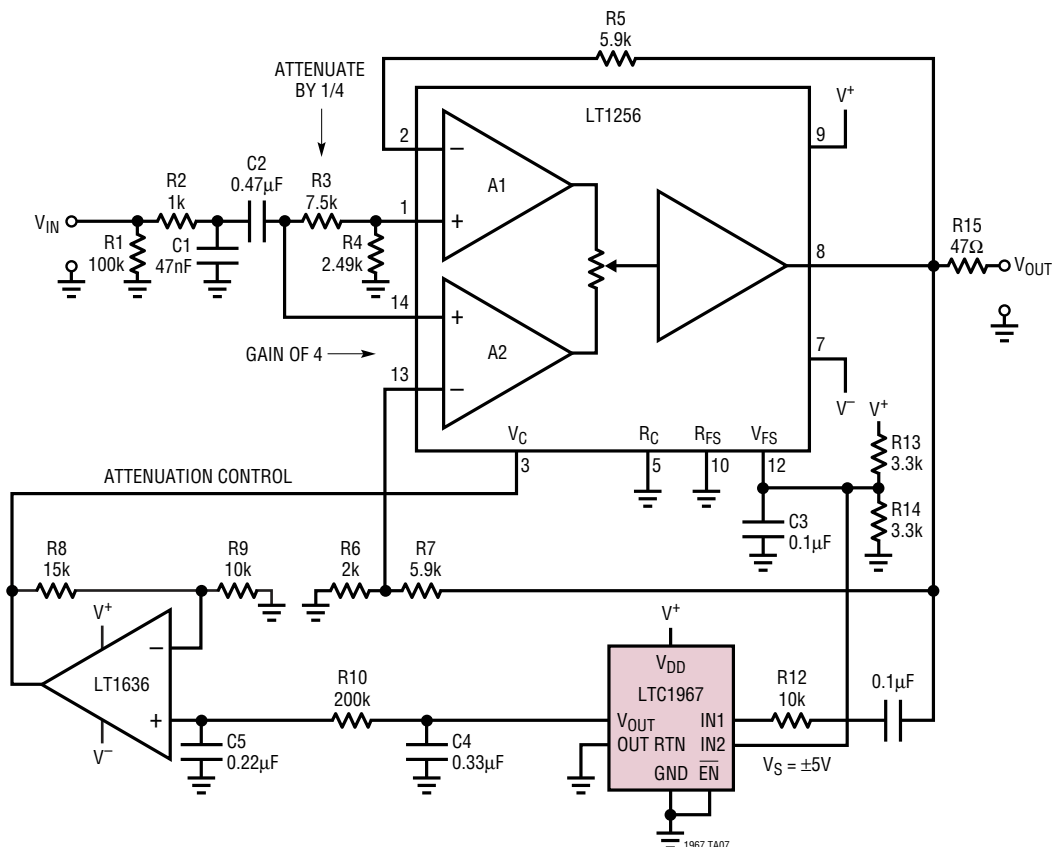 R5
5.9k
ATTENUATE
BY 1/4
LT1256
V+
2
9
−
A1
C2
0.47µF
R3
7.5k
R2
1k
1
+
VIN
R1
100k
C1
47nF
R4
2.49k
8
R15
47Ω
VOUT
14
+
GAIN OF 4
A2
7
13
−
V−
V+
VC
RC
RFS
VFS
R13
3.3k
3
5
10
12
ATTENUATION CONTROL
R14
3.3k
C3
0.1µF
R8
15k
R9
10k
R6
2k
R7
5.9k
V+
V+
−
VDD
LT1636
LTC1967
R10
200k
R12
10k
0.1µF
+
VOUT
IN1
V−
C5
0.22µF
C4
0.33µF
OUT RTN
IN2
VS = ±5V
GND
EN
1967 TA07